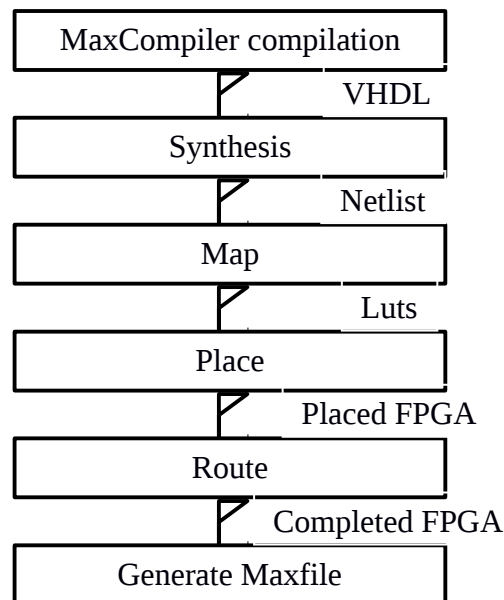 MaxCompiler compilation
VHDL
Synthesis
Netlist
Map
Luts
Place
Placed FPGA
Route
Completed FPGA
Generate Maxfile